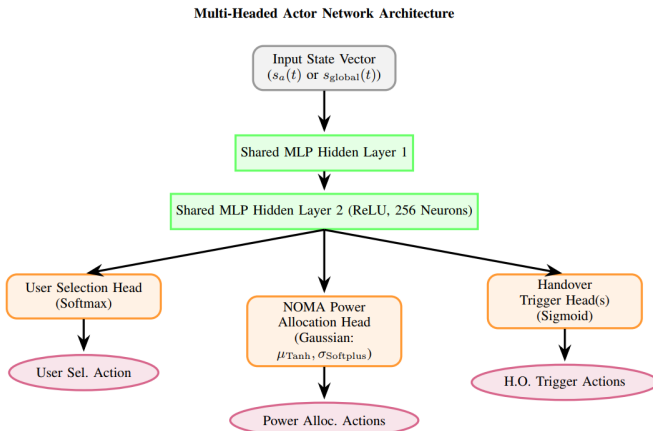 Multi-Headed Actor Network Architecture
Input State Vector
(sₐ(t) or s_global(t))
Shared MLP Hidden Layer 1
Shared MLP Hidden Layer 2 (ReLU, 256 Neurons)
User Selection Head
(Softmax)
NOMA Power
Allocation Head
(Gaussian:
μ_Tanh, σ_Softplus)
Handover
Trigger Head(s)
(Sigmoid)
User Sel. Action
Power Alloc. Actions
H.O. Trigger Actions